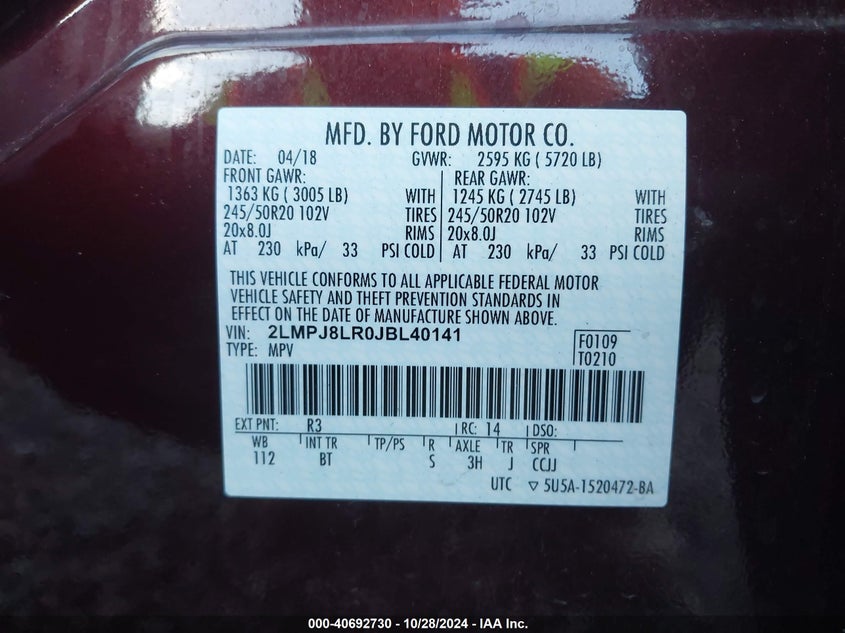 MFD. BY FORD MOTOR CO.
DATE: 04/18 GVWR: 2595 KG ( 5720 LB)
FRONT GAWR: REAR GAWR:
1363 KG ( 3005 LB) WITH 1245 KG ( 2745 LB) WITH
245/50R20 102V TIRES 245/50R20 102V TIRES
20x8.0J RIMS 20x8.0J RIMS
AT 230 kPa/ 33 PSI COLD AT 230 kPa/ 33 PSI COLD
THIS VEHICLE CONFORMS TO ALL APPLICABLE FEDERAL MOTOR
VEHICLE SAFETY AND THEFT PREVENTION STANDARDS IN
EFFECT ON THE DATE OF MANUFACTURE SHOWN ABOVE.
VIN: 2LMPJ8LR0JBL40141 F0109
TYPE: MPV T0210
EXT PNT: R3 RC: 14 DSO:
WB INT TR TP/PS R AXLE TR SPR
112 BT S 3H J CCJJ
UTC ▽ 5U5A-1520472-BA
000-40692730 - 10/28/2024 - IAA Inc.